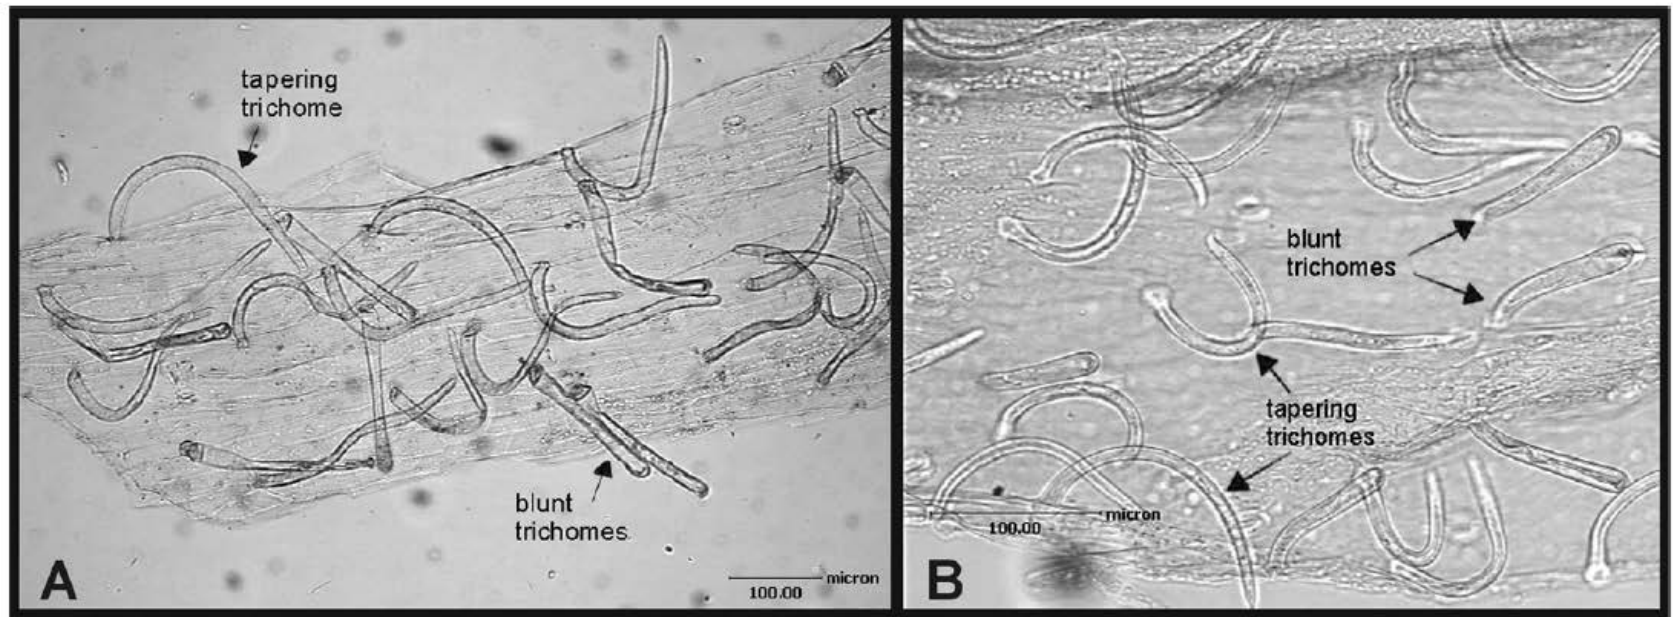 tapering
trichome
blunt
trichomes
micron
100.00
A
blunt
trichomes
tapering
trichomes
micron
100.00
B